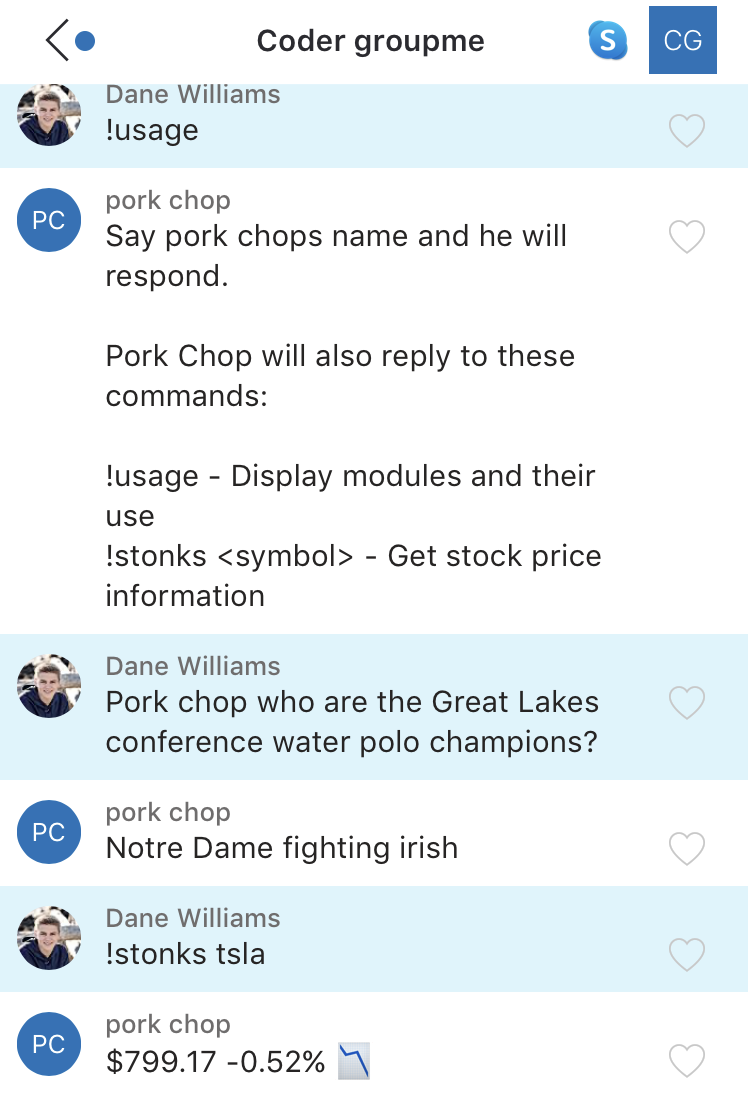 Coder groupme
S
CG
Dane Williams
!usage
PC
pork chop
Say pork chops name and he will
respond.
Pork Chop will also reply to these
commands:
!usage - Display modules and their
use
!stonks <symbol> - Get stock price
information
Dane Williams
Pork chop who are the Great Lakes
conference water polo champions?
PC
pork chop
Notre Dame fighting irish
Dane Williams
!stonks tsla
PC
pork chop
$799.17 -0.52% 📉